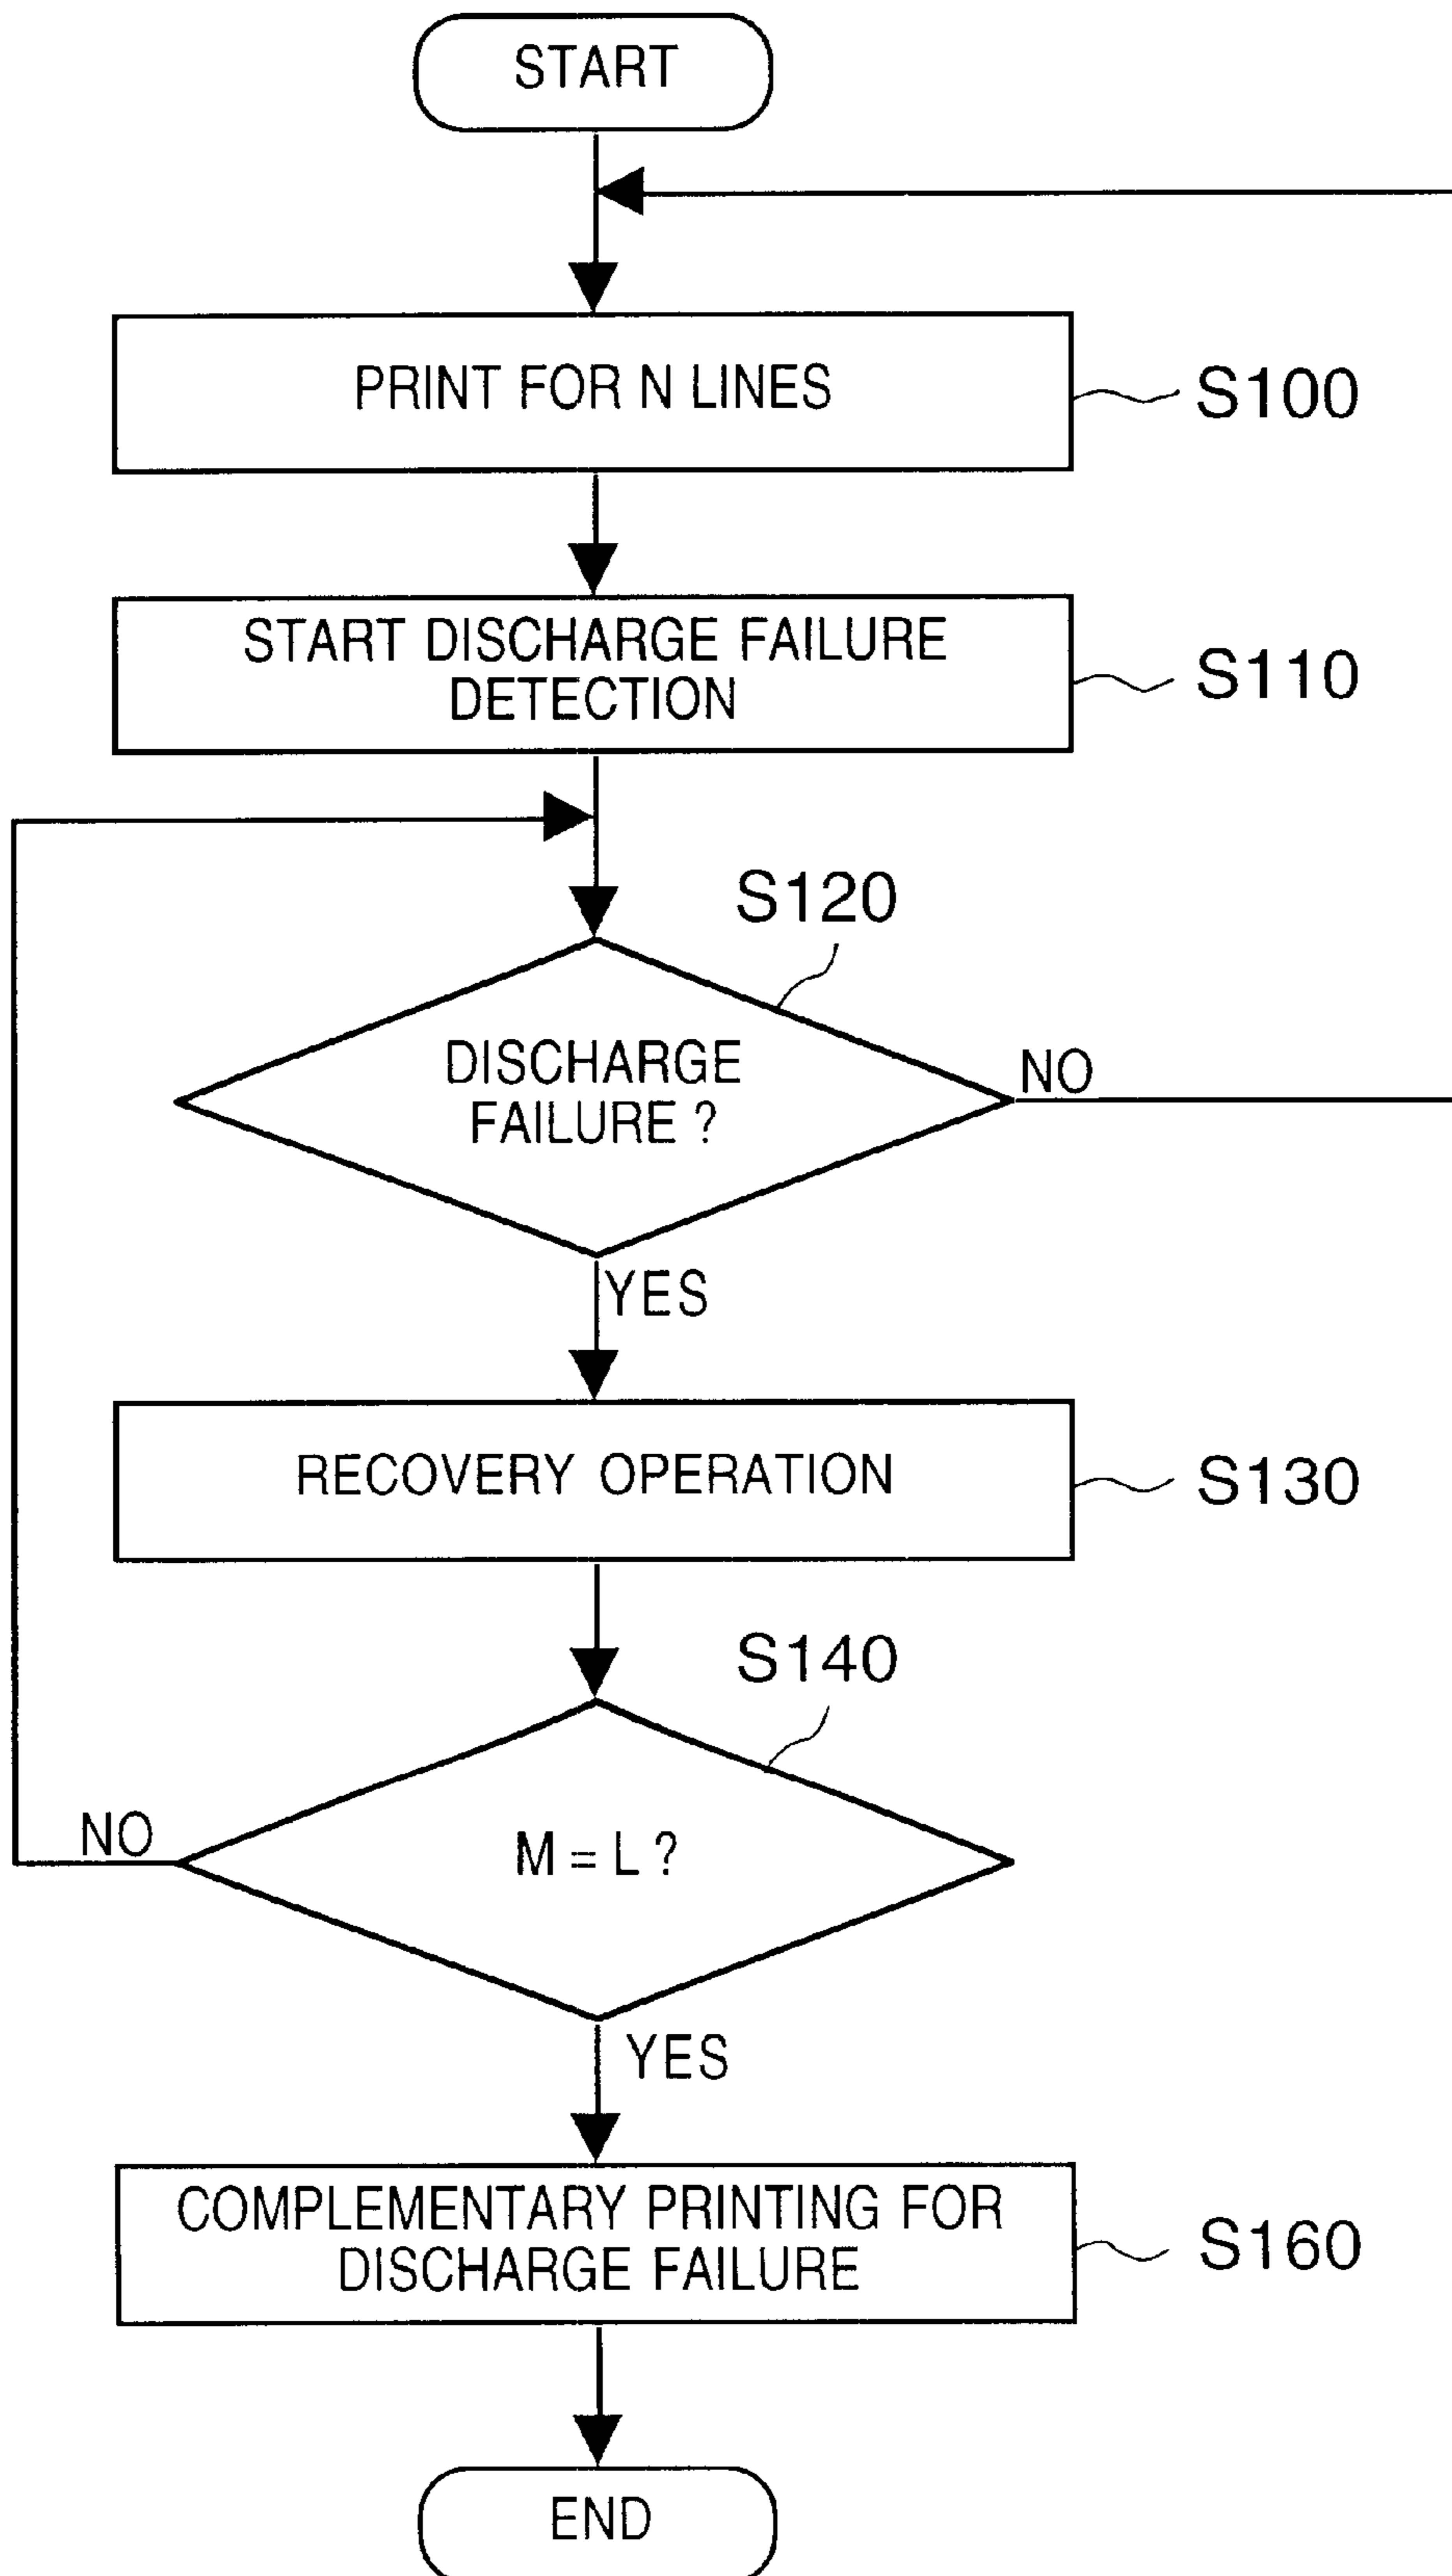 START
PRINT FOR N LINES
S100
START DISCHARGE FAILURE
DETECTION
S110
S120
DISCHARGE
FAILURE ?
NO
YES
RECOVERY OPERATION
S130
S140
M = L ?
NO
YES
COMPLEMENTARY PRINTING FOR
DISCHARGE FAILURE
S160
END